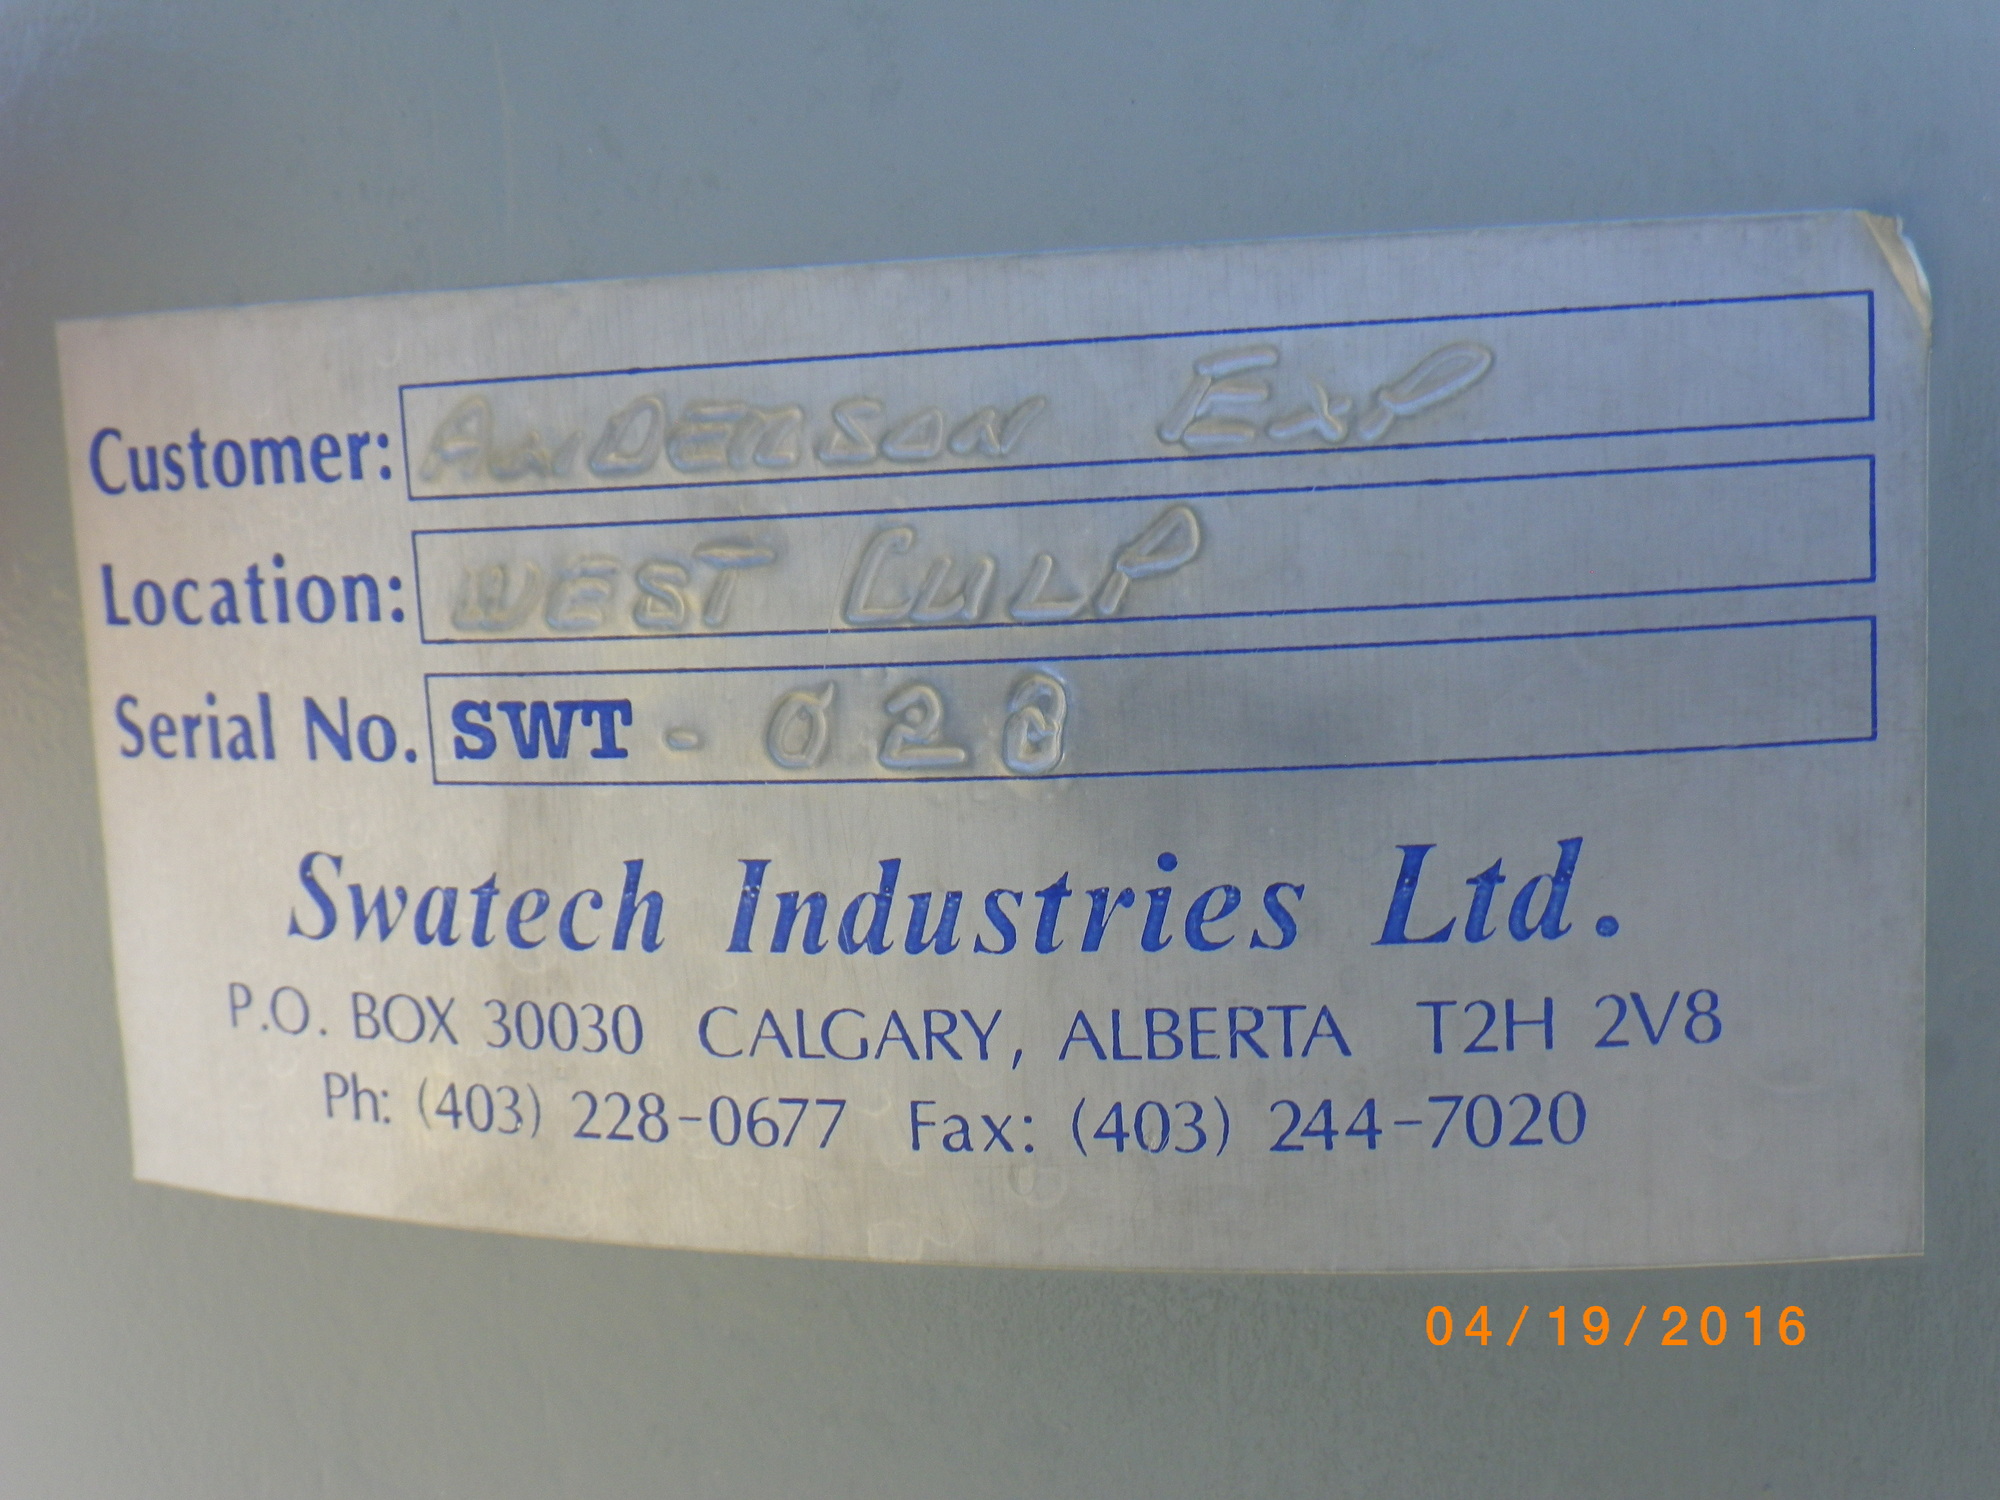 Customer: ANDERSON EXP
Location: WEST CULP
Serial No. SWT - 028
Swatech Industries Ltd.
P.O. BOX 30030 CALGARY, ALBERTA T2H 2V8
Ph: (403) 228-0677 Fax: (403) 244-7020
04/19/2016